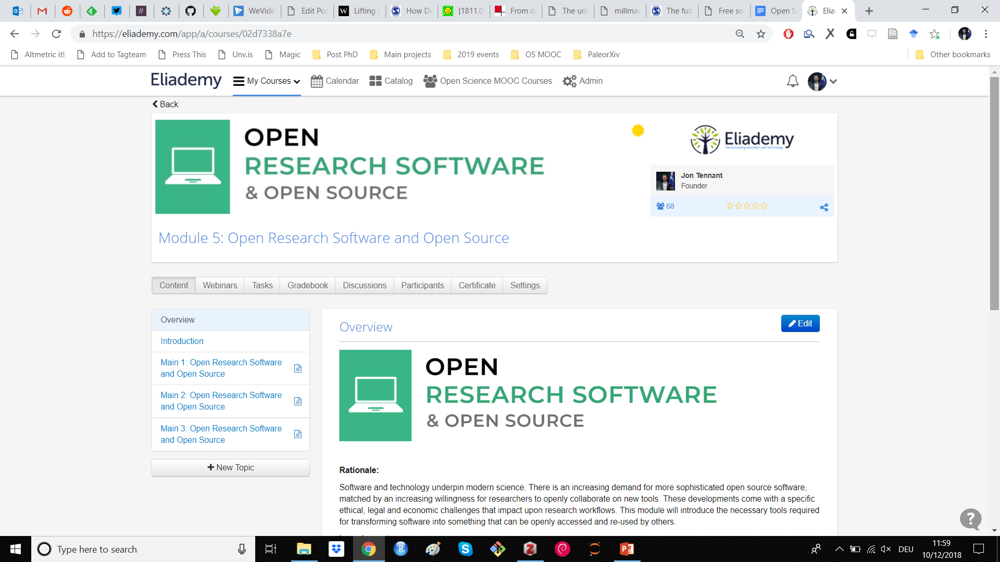 WeVide
Edit Pos
Lifting
How Do
[1811.0
From o
The una
millmar
The futu
Free so
Open S
Elia
https://eliademy.com/app/a/courses/02d7338a7e
Altmetric it!
Add to Tagteam
Press This
Unv.is
Magic
Post PhD
Main projects
2019 events
OS MOOC
PaleorXiv
Other bookmarks
Eliademy
My Courses
Calendar
Catalog
Open Science MOOC Courses
Admin
Back
OPEN
RESEARCH SOFTWARE
& OPEN SOURCE
Eliademy
Democratizing education with technology
Jon Tennant
Founder
68
Module 5: Open Research Software and Open Source
Content
Webinars
Tasks
Gradebook
Discussions
Participants
Certificate
Settings
Overview
Introduction
Main 1: Open Research Software
and Open Source
Main 2: Open Research Software
and Open Source
Main 3: Open Research Software
and Open Source
New Topic
Overview
Edit
OPEN
RESEARCH SOFTWARE
& OPEN SOURCE
Rationale:
Software and technology underpin modern science. There is an increasing demand for more sophisticated open source software,
matched by an increasing willingness for researchers to openly collaborate on new tools. These developments come with a specific
ethical, legal and economic challenges that impact upon research workflows. This module will introduce the necessary tools required
for transforming software into something that can be openly accessed and re-used by others.
Type here to search
DEU
11:59
10/12/2018